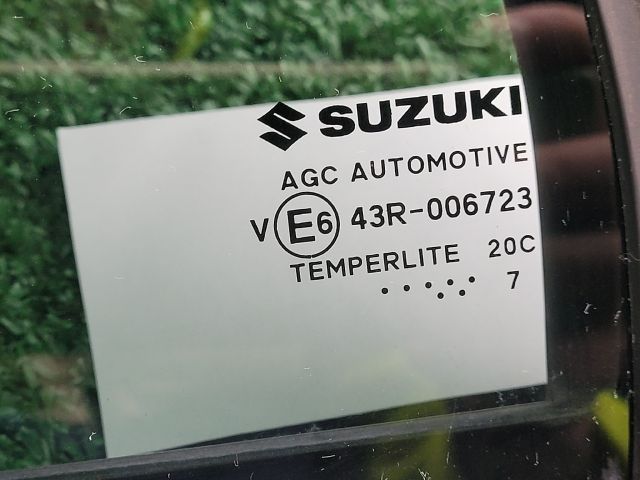 SUZUKI
AGC AUTOMOTIVE
V E6 43R-006723
TEMPERLITE 20C
7